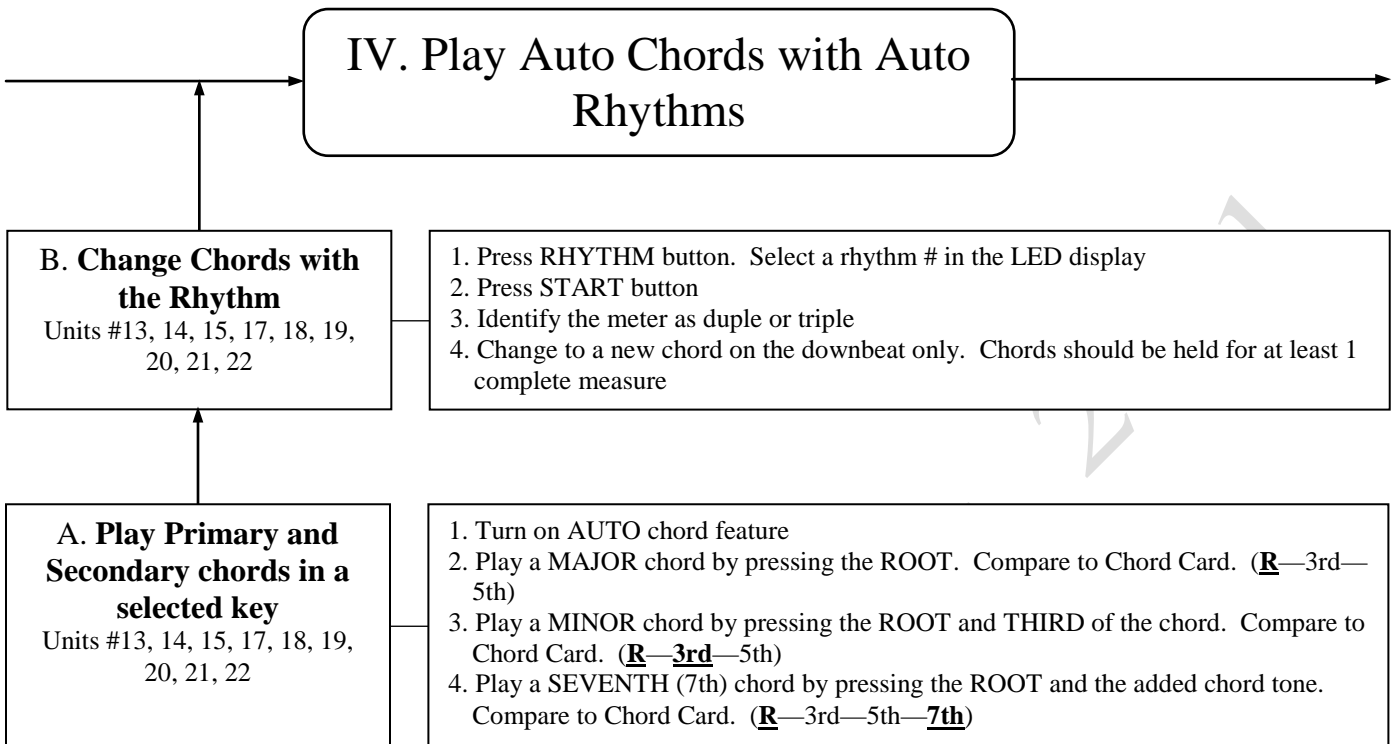 IV. Play Auto Chords with Auto
Rhythms
B. Change Chords with
the Rhythm
Units #13, 14, 15, 17, 18, 19,
20, 21, 22
1. Press RHYTHM button.  Select a rhythm # in the LED display
2. Press START button
3. Identify the meter as duple or triple
4. Change to a new chord on the downbeat only.  Chords should be held for at least 1
complete measure
A. Play Primary and
Secondary chords in a
selected key
Units #13, 14, 15, 17, 18, 19,
20, 21, 22
1. Turn on AUTO chord feature
2. Play a MAJOR chord by pressing the ROOT.  Compare to Chord Card.  (R—3rd—
5th)
3. Play a MINOR chord by pressing the ROOT and THIRD of the chord.  Compare to
Chord Card.  (R—3rd—5th)
4. Play a SEVENTH (7th) chord by pressing the ROOT and the added chord tone.
Compare to Chord Card.  (R—3rd—5th—7th)